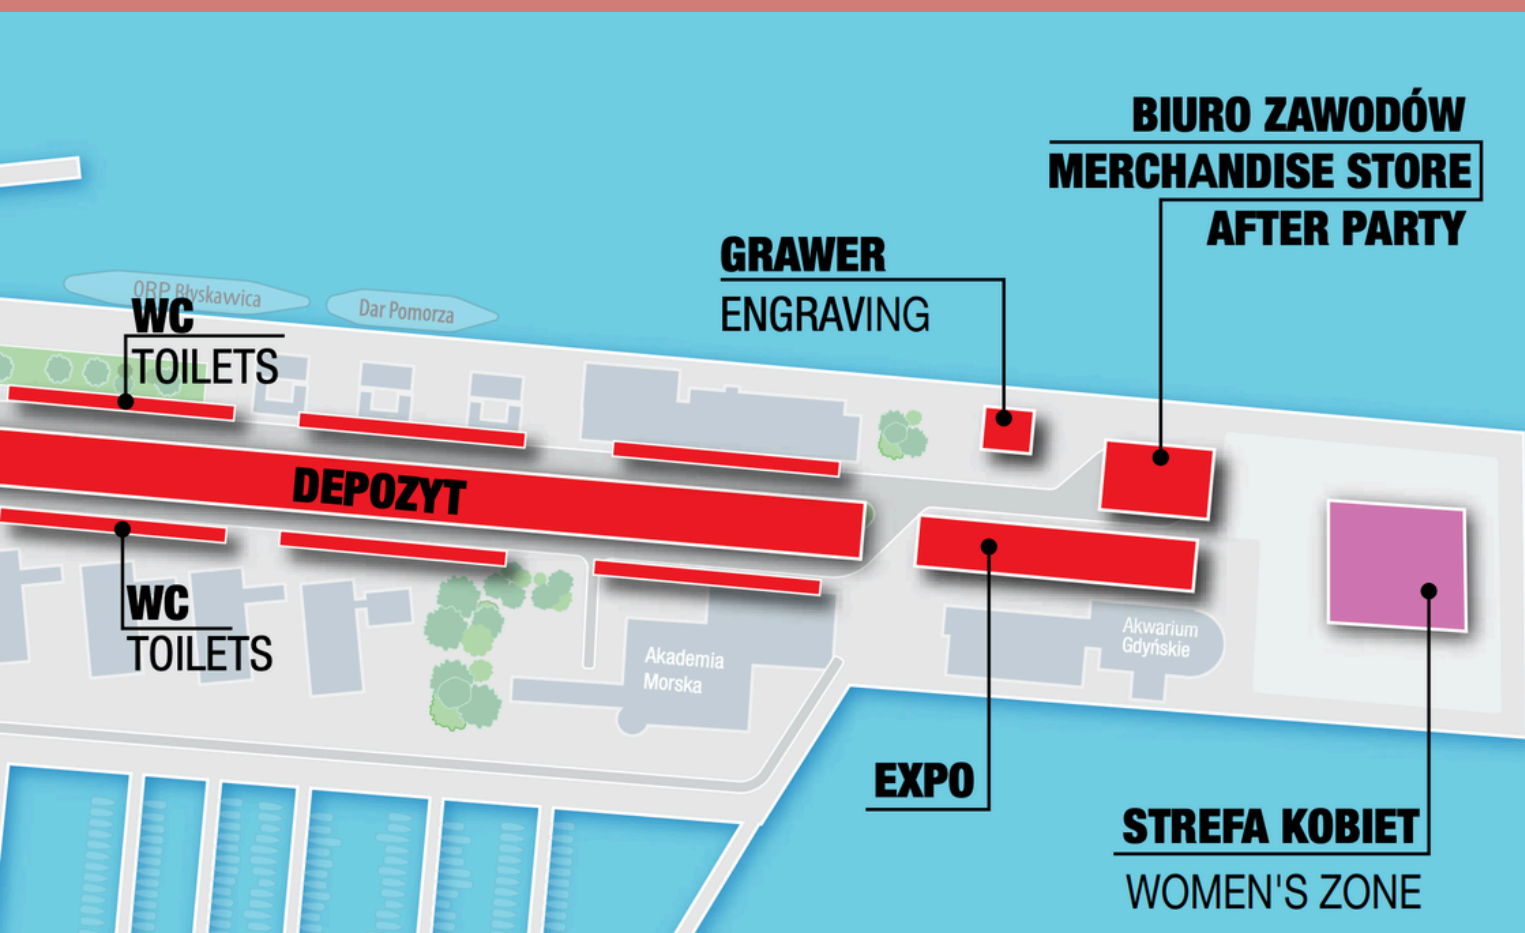 BIURO ZAWODÓW
MERCHANDISE STORE
AFTER PARTY
GRAWER
ENGRAVING
ORP Błyskawica
Dar Pomorza
WC
TOILETS
DEPOZYT
WC
TOILETS
Akademia
Morska
Akwarium
Gdyńskie
EXPO
STREFA KOBIET
WOMEN'S ZONE